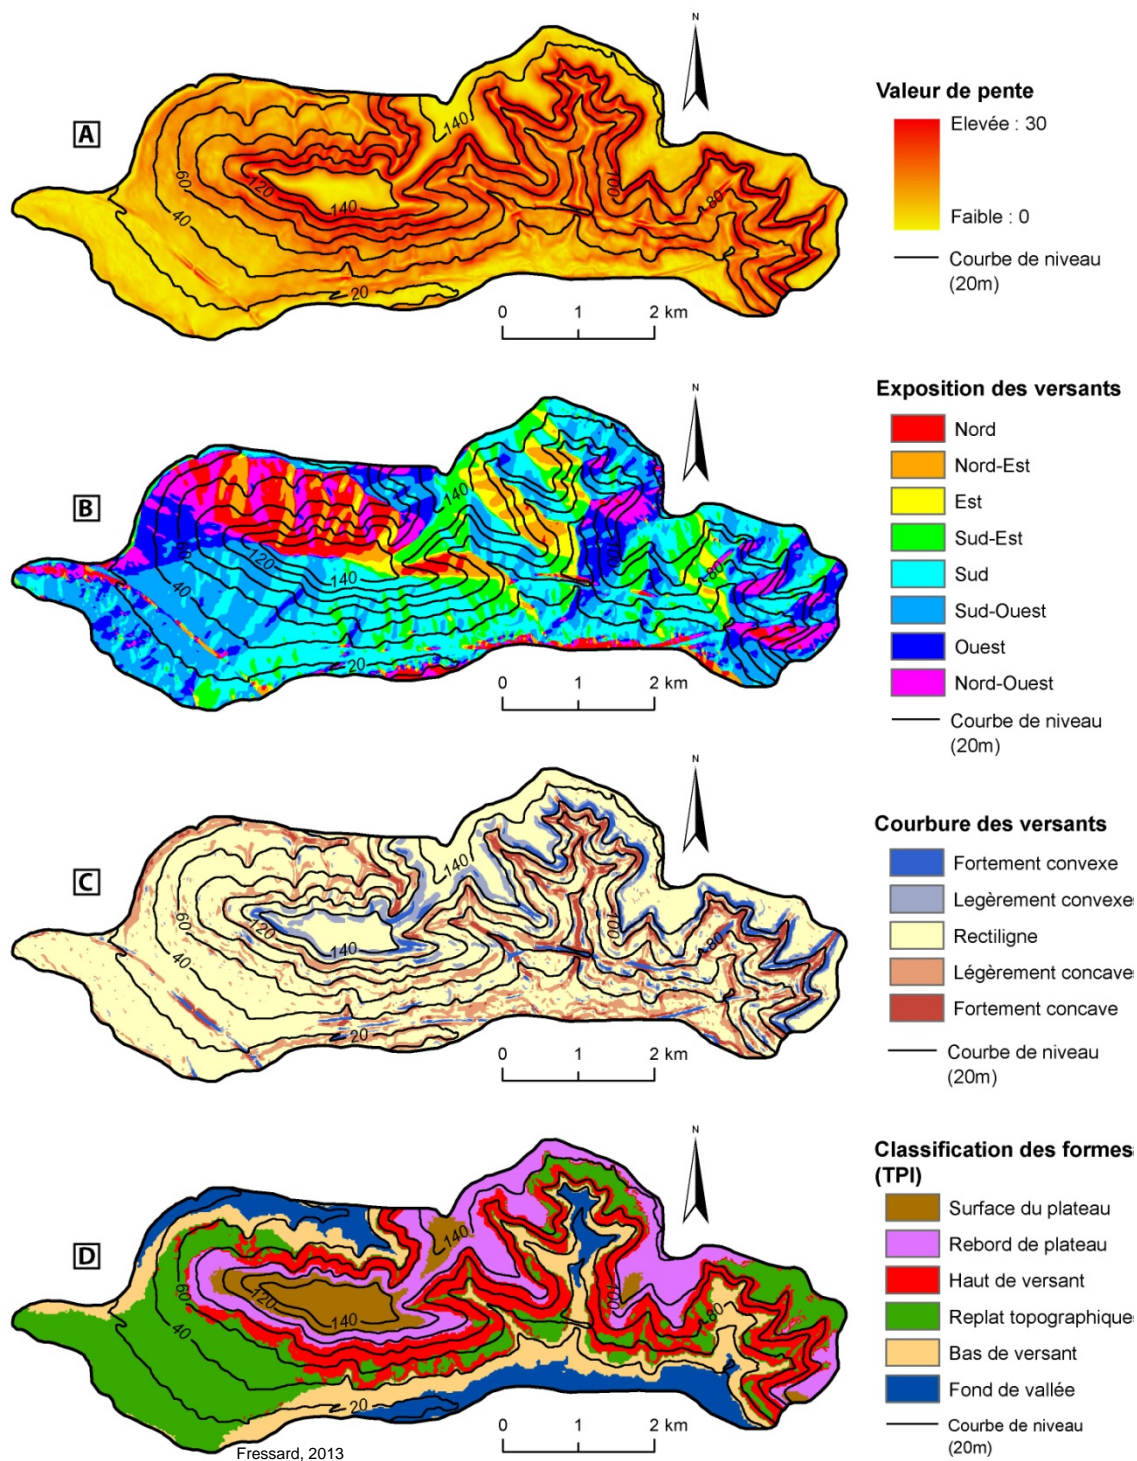 N
A
140
120
60
40
140
100
80
20
0 1 2 km
Valeur de pente
Elevée : 30
Faible : 0
Courbe de niveau
(20m)
N
B
140
120
60
40
140
100
80
20
0 1 2 km
Exposition des versants
Nord
Nord-Est
Est
Sud-Est
Sud
Sud-Ouest
Ouest
Nord-Ouest
Courbe de niveau
(20m)
N
C
140
120
60
40
140
100
80
20
0 1 2 km
Courbure des versants
Fortement convexe
Legèrement convexe
Rectiligne
Légèrement concave
Fortement concave
Courbe de niveau
(20m)
N
D
140
120
60
40
140
100
80
20
0 1 2 km
Classification des formes
(TPI)
Surface du plateau
Rebord de plateau
Haut de versant
Replat topographique
Bas de versant
Fond de vallée
Courbe de niveau
(20m)
Fressard, 2013